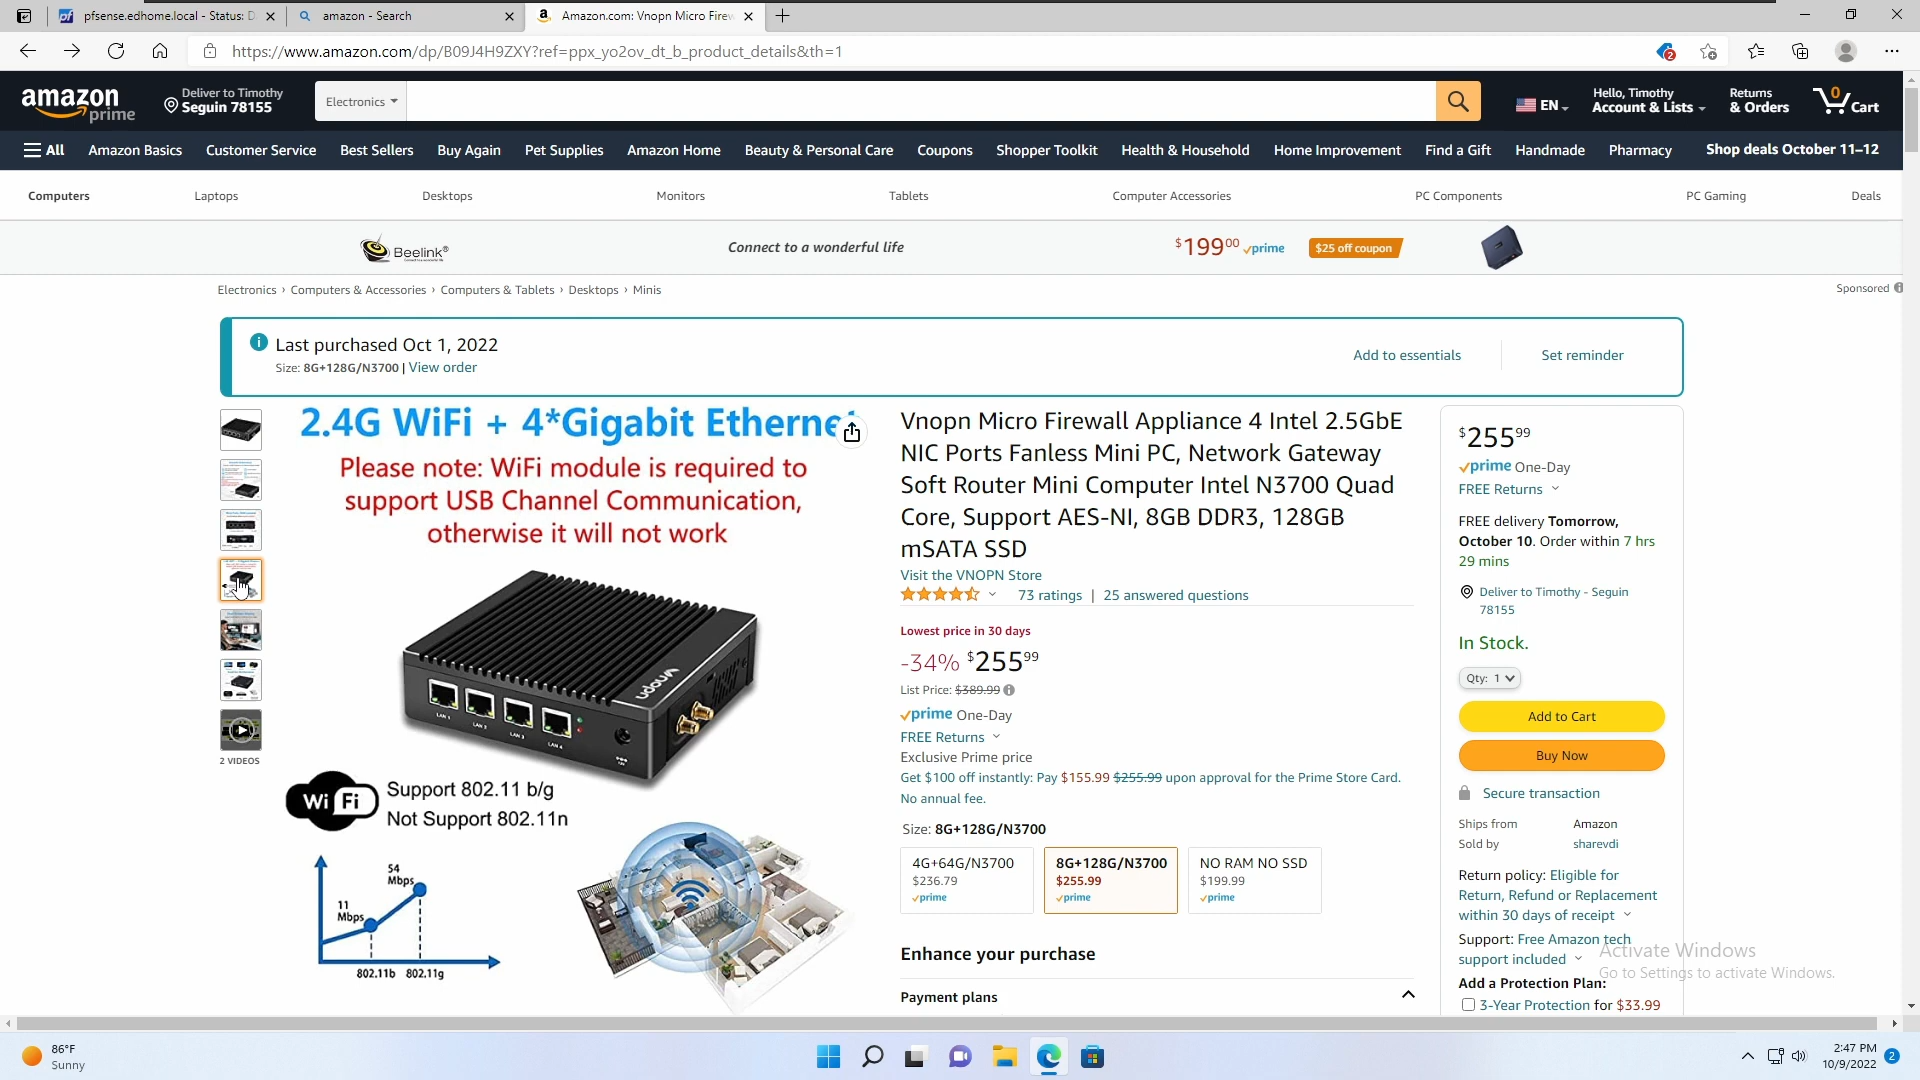 pfsense.edhome.local - Status: D
amazon - Search
Amazon.com: Vnopn Micro Firew
https://www.amazon.com/dp/B09J4H9ZXY?ref=ppx_yo2ov_dt_b_product_details&th=1
2
amazon
prime
Deliver to Timothy
Seguin 78155
Electronics
EN
Hello, Timothy
Account & Lists
Returns
& Orders
0
Cart
All
Amazon Basics
Customer Service
Best Sellers
Buy Again
Pet Supplies
Amazon Home
Beauty & Personal Care
Coupons
Shopper Toolkit
Health & Household
Home Improvement
Find a Gift
Handmade
Pharmacy
Shop deals October 11-12
Computers
Laptops
Desktops
Monitors
Tablets
Computer Accessories
PC Components
PC Gaming
Deals
Beelink®
Connect to a wonderful life
$199.00 prime
$25 off coupon
Electronics › Computers & Accessories › Computers & Tablets › Desktops › Minis
Sponsored
Last purchased Oct 1, 2022
Size: 8G+128G/N3700 | View order
Add to essentials
Set reminder
2 VIDEOS
2.4G WiFi + 4*Gigabit Ethernet
Please note: WiFi module is required to
support USB Channel Communication,
otherwise it will not work
vnopn
LAN 1
LAN 2
LAN 3
LAN 4
WiFi
Support 802.11 b/g
Not Support 802.11n
54
Mbps
11
Mbps
802.11b 802.11g
Vnopn Micro Firewall Appliance 4 Intel 2.5GbE
NIC Ports Fanless Mini PC, Network Gateway
Soft Router Mini Computer Intel N3700 Quad
Core, Support AES-NI, 8GB DDR3, 128GB
mSATA SSD
Visit the VNOPN Store
73 ratings | 25 answered questions
Lowest price in 30 days
-34% $255.99
List Price: $389.99
prime One-Day
FREE Returns
Exclusive Prime price
Get $100 off instantly: Pay $155.99 $255.99 upon approval for the Prime Store Card.
No annual fee.
Size: 8G+128G/N3700
4G+64G/N3700
$236.79
prime
8G+128G/N3700
$255.99
prime
NO RAM NO SSD
$199.99
prime
Enhance your purchase
Payment plans
$255.99
prime One-Day
FREE Returns
FREE delivery Tomorrow,
October 10. Order within 7 hrs
29 mins
Deliver to Timothy - Seguin
78155
In Stock.
Qty: 1
Add to Cart
Buy Now
Secure transaction
Ships from Amazon
Sold by sharevdi
Return policy: Eligible for
Return, Refund or Replacement
within 30 days of receipt
Support: Free Amazon tech
support included
Add a Protection Plan:
3-Year Protection for $33.99
Activate Windows
Go to Settings to activate Windows.
86°F
Sunny
2:47 PM
10/9/2022
2